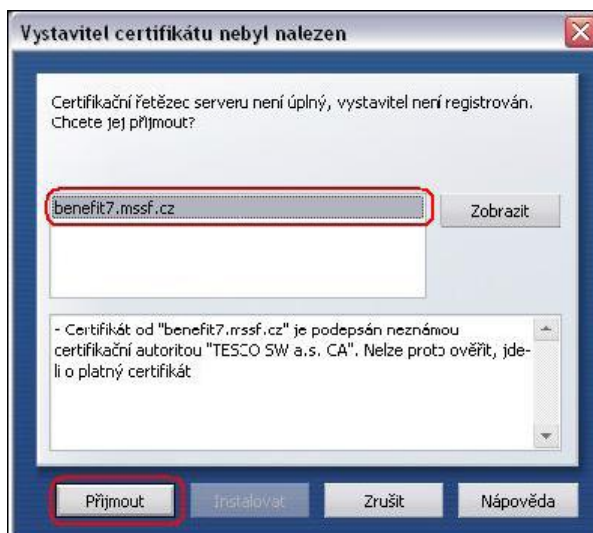 Vystavitel certifikátu nebyl nalezen
Certifikační řetězec serveru není úplný, vystavitel není registrován.
Chcete jej přijmout?
benefit7.mssf.cz
Zobrazit
- Certifikát od "benefit7.mssf.cz" je podepsán neznámou
certifikační autoritou "TESCO SW a.s. CA". Nelze proto ověřit, jde-
li o platný certifikát
Přijmout
Instalovat
Zrušit
Nápověda